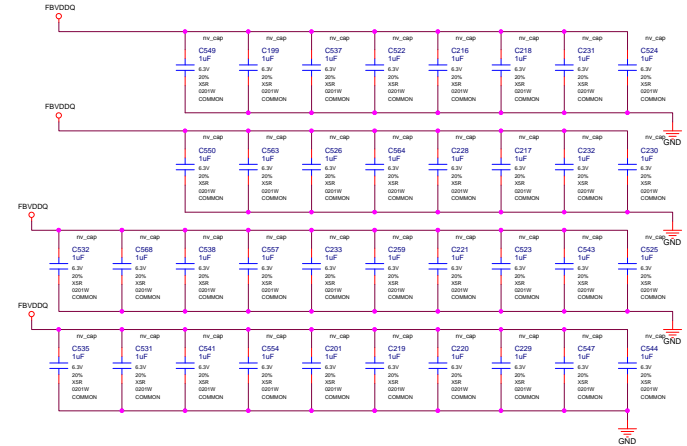 FBVDDQ
nv_cap nv_cap nv_cap nv_cap nv_cap nv_cap nv_cap nv_cap
C549 C199 C537 C522 C216 C218 C231 C524
1uF 1uF 1uF 1uF 1uF 1uF 1uF 1uF
6.3V 6.3V 6.3V 6.3V 6.3V 6.3V 6.3V 6.3V
20% 20% 20% 20% 20% 20% 20% 20%
X5R X5R X5R X5R X5R X5R X5R X5R
0201W 0201W 0201W 0201W 0201W 0201W 0201W 0201W
COMMON COMMON COMMON COMMON COMMON COMMON COMMON COMMON
FBVDDQ
nv_cap nv_cap nv_cap nv_cap nv_cap nv_cap nv_cap nv_cap
GND
C550 C563 C526 C564 C228 C217 C232 C230
1uF 1uF 1uF 1uF 1uF 1uF 1uF 1uF
6.3V 6.3V 6.3V 6.3V 6.3V 6.3V 6.3V 6.3V
20% 20% 20% 20% 20% 20% 20% 20%
X5R X5R X5R X5R X5R X5R X5R X5R
0201W 0201W 0201W 0201W 0201W 0201W 0201W 0201W
COMMON COMMON COMMON COMMON COMMON COMMON COMMON COMMON
FBVDDQ
nv_cap nv_cap nv_cap nv_cap nv_cap nv_cap nv_cap nv_cap nv_cap nv_cap
GND
C532 C568 C538 C557 C233 C259 C221 C523 C543 C525
1uF 1uF 1uF 1uF 1uF 1uF 1uF 1uF 1uF 1uF
6.3V 6.3V 6.3V 6.3V 6.3V 6.3V 6.3V 6.3V 6.3V 6.3V
20% 20% 20% 20% 20% 20% 20% 20% 20% 20%
X5R X5R X5R X5R X5R X5R X5R X5R X5R X5R
0201W 0201W 0201W 0201W 0201W 0201W 0201W 0201W 0201W 0201W
COMMON COMMON COMMON COMMON COMMON COMMON COMMON COMMON COMMON COMMON
FBVDDQ
nv_cap nv_cap nv_cap nv_cap nv_cap nv_cap nv_cap nv_cap nv_cap nv_cap
GND
C535 C531 C541 C554 C201 C219 C220 C229 C547 C544
1uF 1uF 1uF 1uF 1uF 1uF 1uF 1uF 1uF 1uF
6.3V 6.3V 6.3V 6.3V 6.3V 6.3V 6.3V 6.3V 6.3V 6.3V
20% 20% 20% 20% 20% 20% 20% 20% 20% 20%
X5R X5R X5R X5R X5R X5R X5R X5R X5R X5R
0201W 0201W 0201W 0201W 0201W 0201W 0201W 0201W 0201W 0201W
COMMON COMMON COMMON COMMON COMMON COMMON COMMON COMMON COMMON COMMON
GND